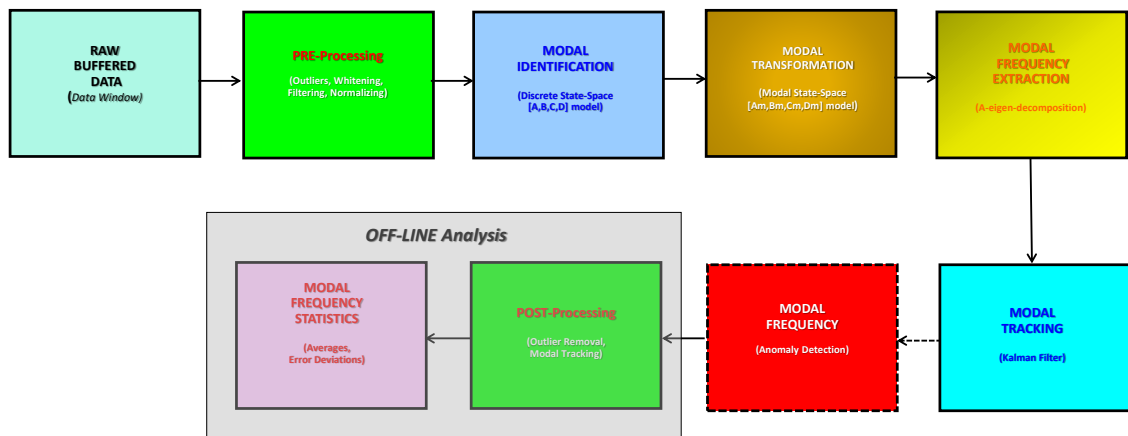 RAW
BUFFERED
DATA
(Data Window)
PRE-Processing
(Outliers, Whitening,
Filtering, Normalizing)
MODAL
IDENTIFICATION
(Discrete State-Space
[A,B,C,D] model)
MODAL
TRANSFORMATION
(Modal State-Space
[Am,Bm,Cm,Dm] model)
MODAL
FREQUENCY
EXTRACTION
(A-eigen-decomposition)
OFF-LINE Analysis
MODAL
FREQUENCY
STATISTICS
(Averages,
Error Deviations)
POST-Processing
(Outlier Removal,
Modal Tracking)
MODAL
FREQUENCY
(Anomaly Detection)
MODAL
TRACKING
(Kalman Filter)